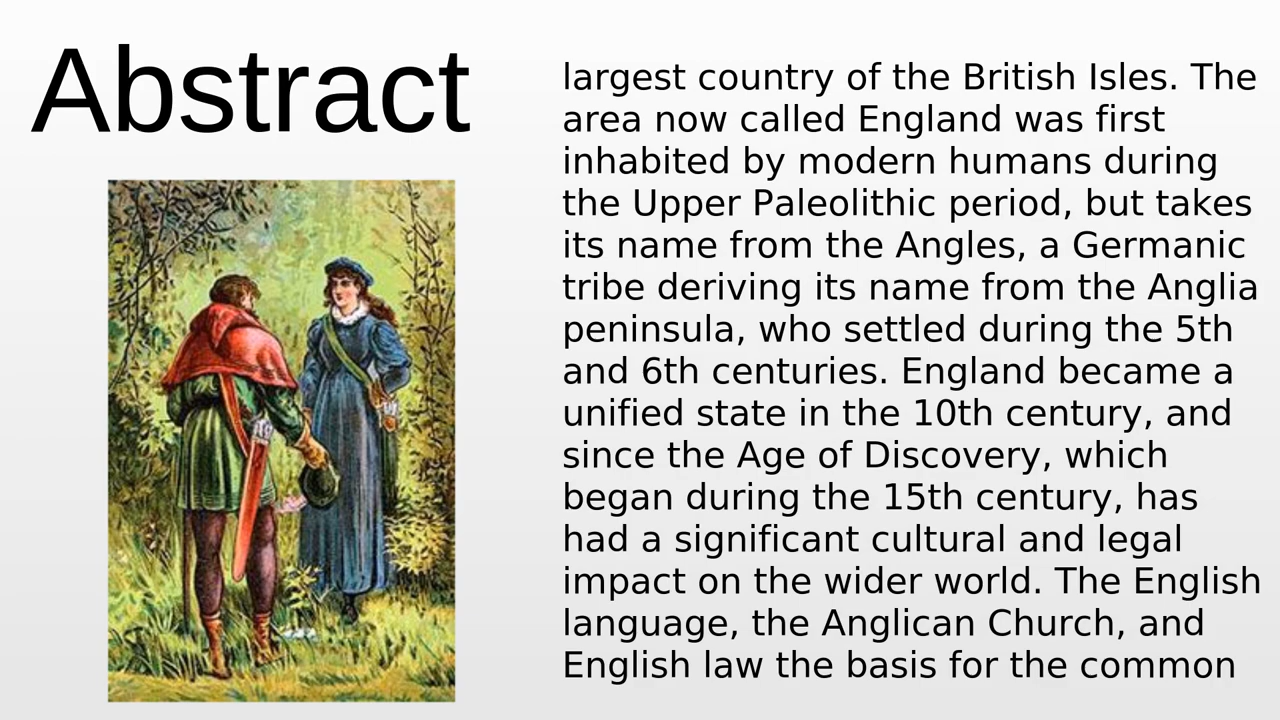 Abstract
largest country of the British Isles. The
area now called England was first
inhabited by modern humans during
the Upper Paleolithic period, but takes
its name from the Angles, a Germanic
tribe deriving its name from the Anglia
peninsula, who settled during the 5th
and 6th centuries. England became a
unified state in the 10th century, and
since the Age of Discovery, which
began during the 15th century, has
had a significant cultural and legal
impact on the wider world. The English
language, the Anglican Church, and
English law the basis for the common